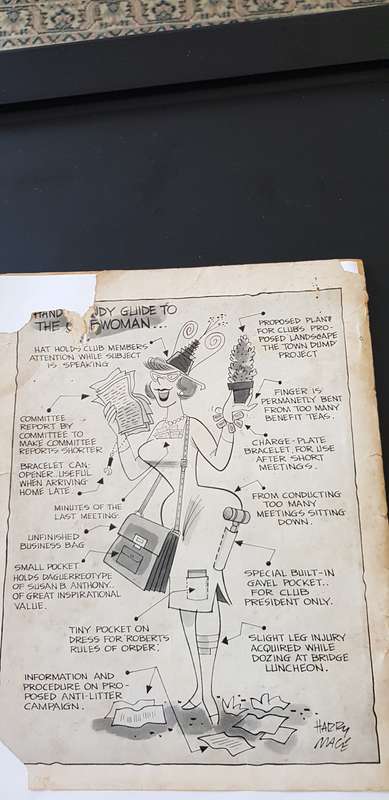 HAND DY GUIDE TO
THE WOMAN...
HAT HOLDS CLUB MEMBERS
ATTENTION WHILE SUBJECT
IS SPEAKING
PROPOSED PLANT
FOR CLUBS PRO-
POSED LANDSCAPE
THE TOWN DUMP
PROJECT
FINGER IS
PERMANETLY BENT
FROM TOO MANY
BENEFIT TEAS.
COMMITTEE
REPORT BY
COMMITTEE TO
MAKE COMMITTEE
REPORTS SHORTER
CHARGE-PLATE
BRACELET, FOR USE
AFTER SHORT
MEETINGS.
BRACELET CAN-
OPENER.. USEFUL
WHEN ARRIVING
HOME LATE.
FROM CONDUCTING
TOO MANY
MEETINGS SITTING
DOWN.
MINUTES OF THE
LAST MEETING
UNFINISHED
BUSINESS BAG
SMALL POCKET
HOLDS DAGUERREOTYPE
OF SUSAN B. ANTHONY..
OF GREAT INSPIRATIONAL
VALUE.
SPECIAL BUILT-IN
GAVEL POCKET..
FOR CLUB
PRESIDENT ONLY.
TINY POCKET ON
DRESS FOR ROBERTS
RULES OF ORDER.
SLIGHT LEG INJURY
ACQUIRED WHILE
DOZING AT BRIDGE
LUNCHEON.
INFORMATION AND
PROCEDURE ON PRO-
POSED ANTI-LITTER
CAMPAIGN.
HARRY
MACE